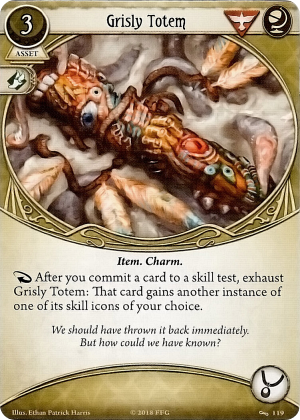 Grisly Totem
3
ASSET
Item. Charm.
After you commit a card to a skill test, exhaust
Grisly Totem: That card gains another instance of
one of its skill icons of your choice.
We should have thrown it back immediately.
But how could we have known?
Illus. Ethan Patrick Harris
© 2018 FFG
119